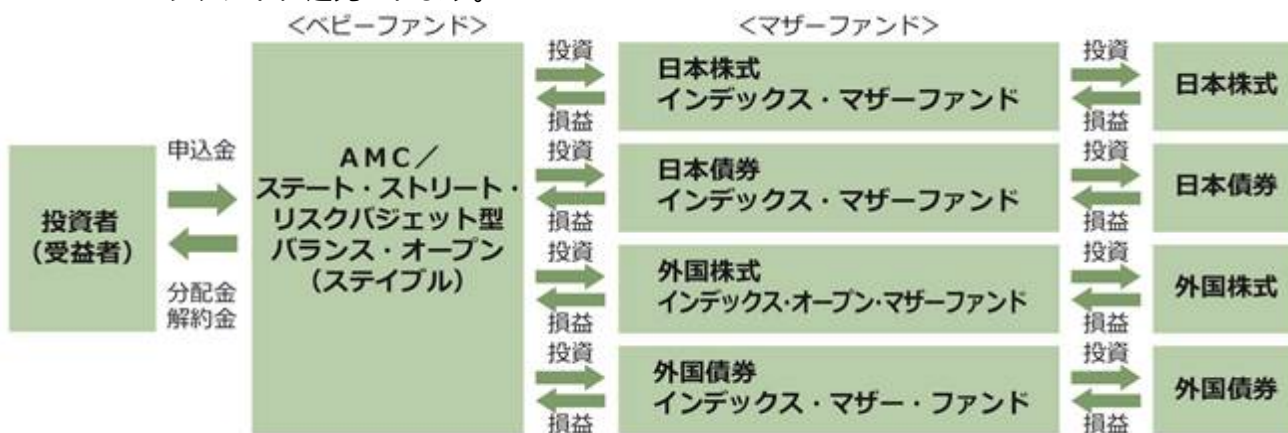 <ベビーファンド>
<マザーファンド>
投資者
(受益者)
申込金
分配金
解約金
AMC/
ステート・ストリート・
リスクバジェット型
バランス・オープン
(ステイブル)
投資
損益
日本株式
インデックス・マザーファンド
投資
損益
日本株式
投資
損益
日本債券
インデックス・マザーファンド
投資
損益
日本債券
投資
損益
外国株式
インデックス・オープン・マザーファンド
投資
損益
外国株式
投資
損益
外国債券
インデックス・マザー・ファンド
投資
損益
外国債券